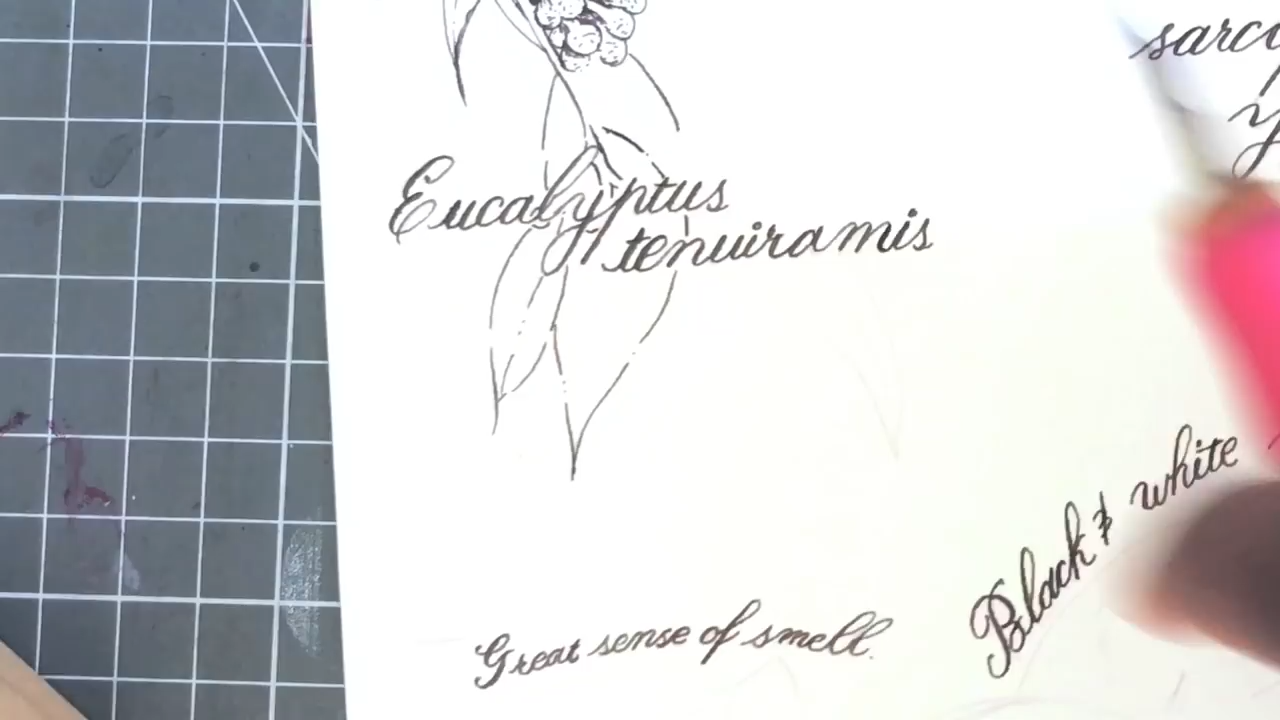 Eucalyptus
tenuiramis
Black & white
Great sense of smell.